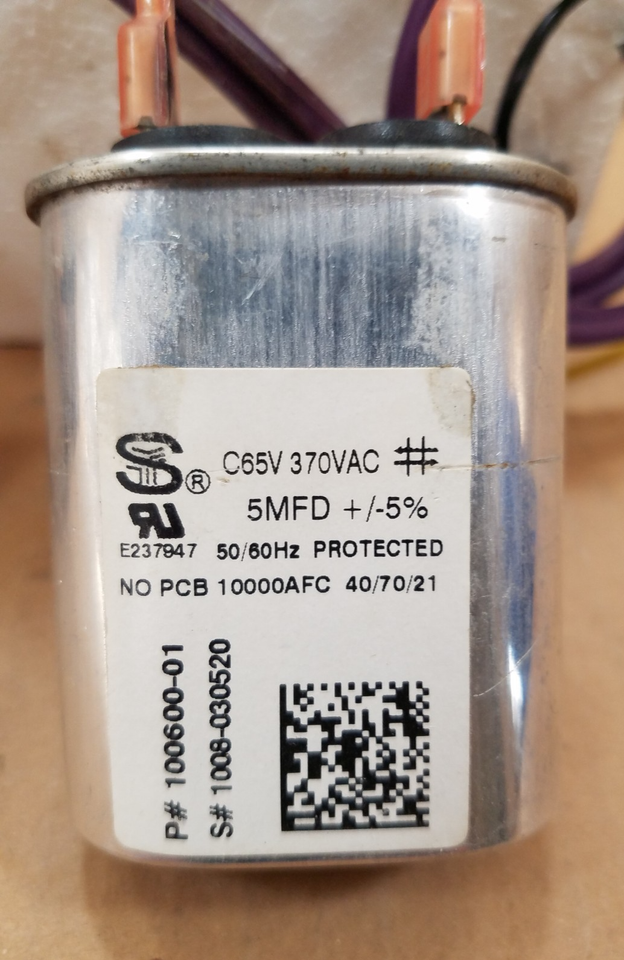 S®
C65V 370VAC
5MFD +/-5%
E237947 50/60Hz PROTECTED
NO PCB 10000AFC 40/70/21
P# 100600-01
S# 1008-030520